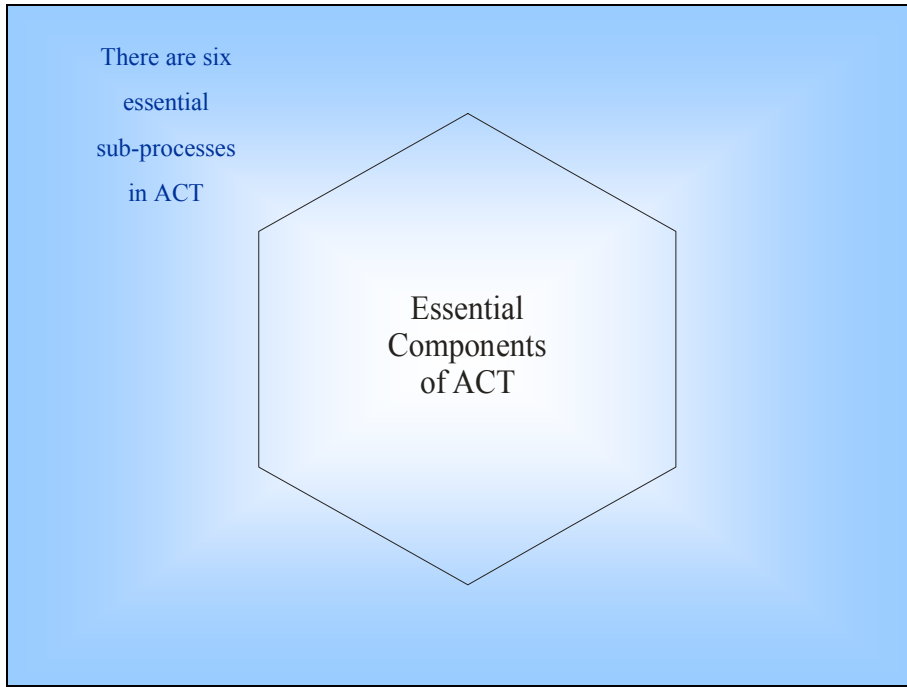 There are six
essential
sub-processes
in ACT
Essential
Components
of ACT